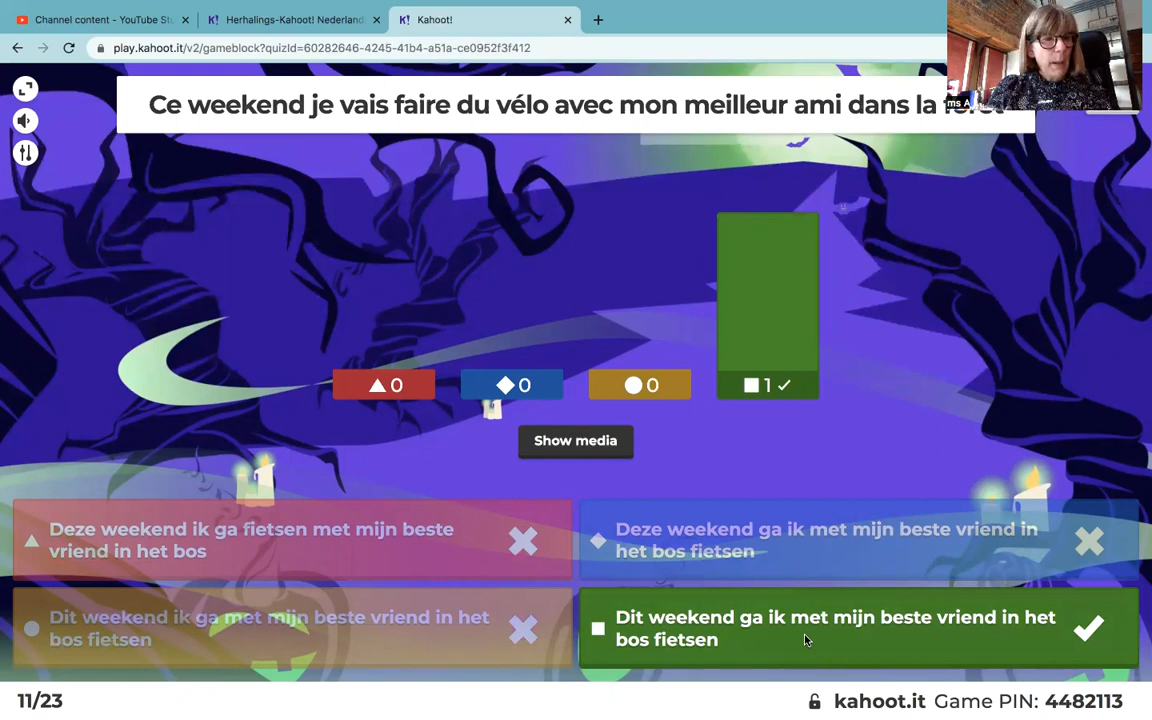 Channel content - YouTube Stu
Herhalings-Kahoot! Nederland
Kahoot!
play.kahoot.it/v2/gameblock?quizId=60282646-4245-41b4-a51a-ce0952f3f412
Ce weekend je vais faire du vélo avec mon meilleur ami dans la forêt
ms A
0
0
0
1
Show media
Deze weekend ik ga fietsen met mijn beste
vriend in het bos
Deze weekend ga ik met mijn beste vriend in
het bos fietsen
Dit weekend ik ga met mijn beste vriend in het
bos fietsen
Dit weekend ga ik met mijn beste vriend in het
bos fietsen
11/23
kahoot.it Game PIN: 4482113